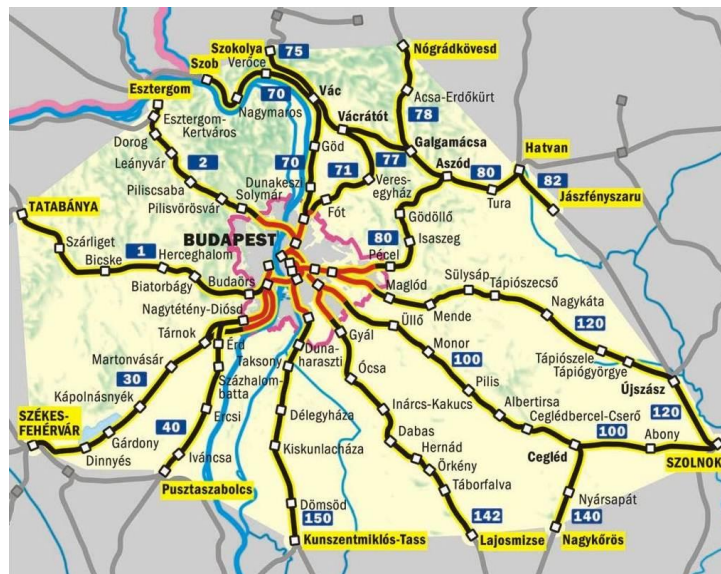 Szokolya
75
Nógrádkövesd
Szob
Verőce
Esztergom
70
Nagymaros
Vác
Vácrátót
Acsa-Erdőkürt
78
Esztergom-
Kertváros
Dorog
Leányvár
2
Göd
70
71
77
Galgamácsa
Aszód
80
Hatvan
82
Jászfényszaru
Piliscsaba
Pilisvörösvár
Solymár
Dunakeszi
Fót
Veres-
egyház
Tura
Gödöllő
Isaszeg
80
Pécel
TATABÁNYA
Szárliget
Bicske
1
Herceghalom
Biatorbágy
Budaörs
BUDAPEST
Maglód
Mende
Sülysáp
Tápiószecső
Nagykáta
120
Tápiószele
Tápiógyörgye
Újszász
120
SZOLNOK
Nagytétény-Diósd
Tárnok
Érd
Martonvásár
30
Kápolnásnyék
SZÉKES-
FEHÉRVÁR
Gárdony
Dinnyés
40
Százhalom-
batta
Ercsi
Iváncsa
Pusztaszabolcs
Taksony
Duna-
haraszti
Délegyháza
Kiskunlacháza
Dömsöd
150
Kunszentmiklós-Tass
Gyál
Ócsa
Inárcs-Kakucs
Dabas
Hernád
Örkény
Táborfalva
142
Lajosmizse
Üllő
Monor
100
Pilis
Albertirsa
Ceglédbercel-Cserő
Cegléd
100
Abony
Nyársapát
140
Nagykőrös